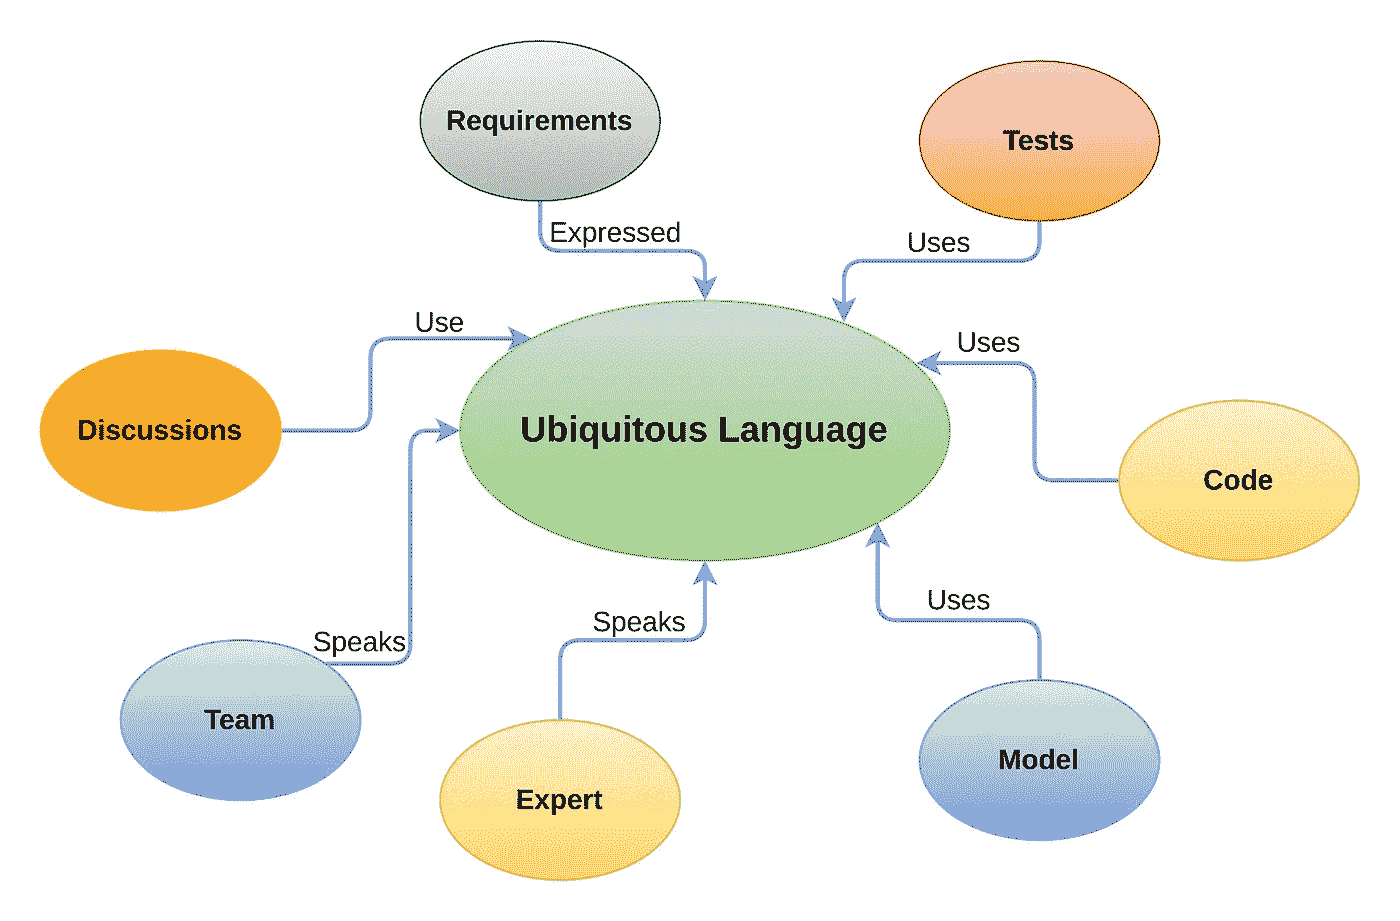 Requirements
Tests
Expressed
Uses
Use
Uses
Discussions
Ubiquitous Language
Code
Uses
Speaks
Speaks
Team
Model
Expert